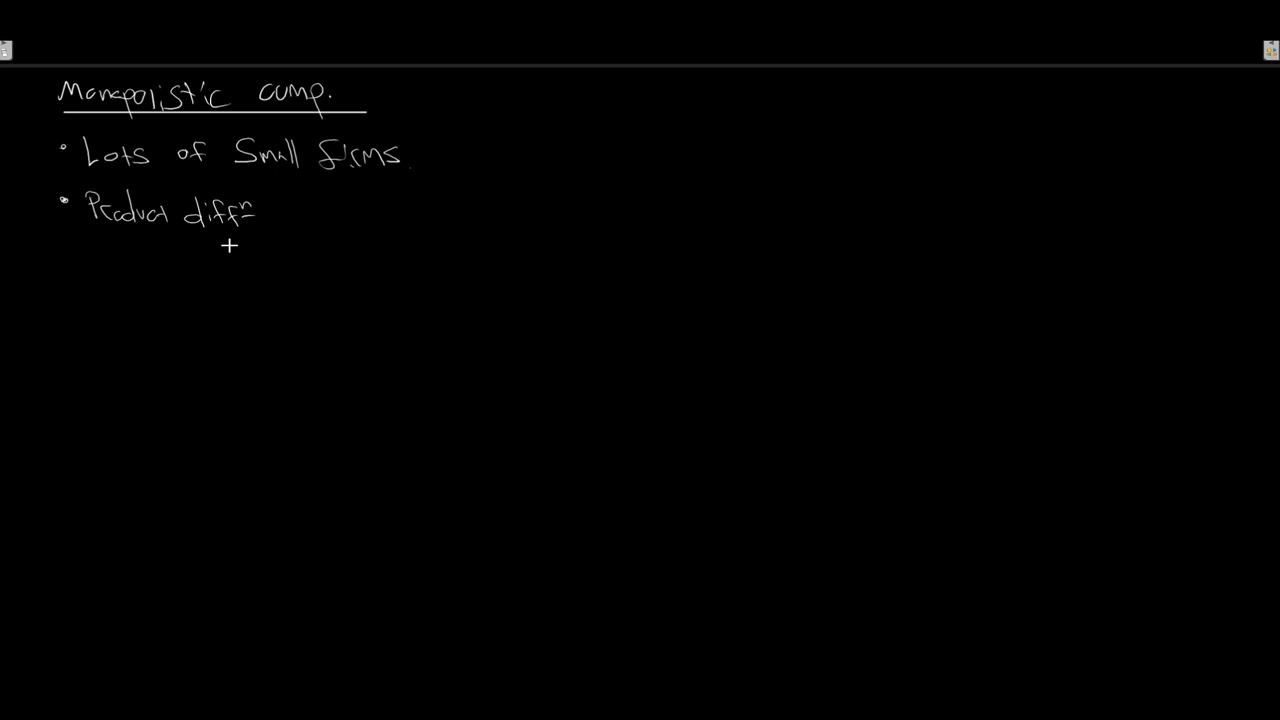 Monopolistic comp.
• Lots of Small firms.
• Product diffⁿ